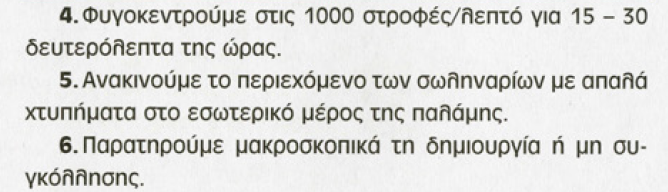 4. Φυγοκεντρούμε στις 1000 στροφές/λεπτό για 15 – 30
δευτερόλεπτα της ώρας.
5. Ανακινούμε το περιεχόμενο των σωληναρίων με απαλά
χτυπήματα στο εσωτερικό μέρος της παλάμης.
6. Παρατηρούμε μακροσκοπικά τη δημιουργία ή μη συ-
γκόλλησης.